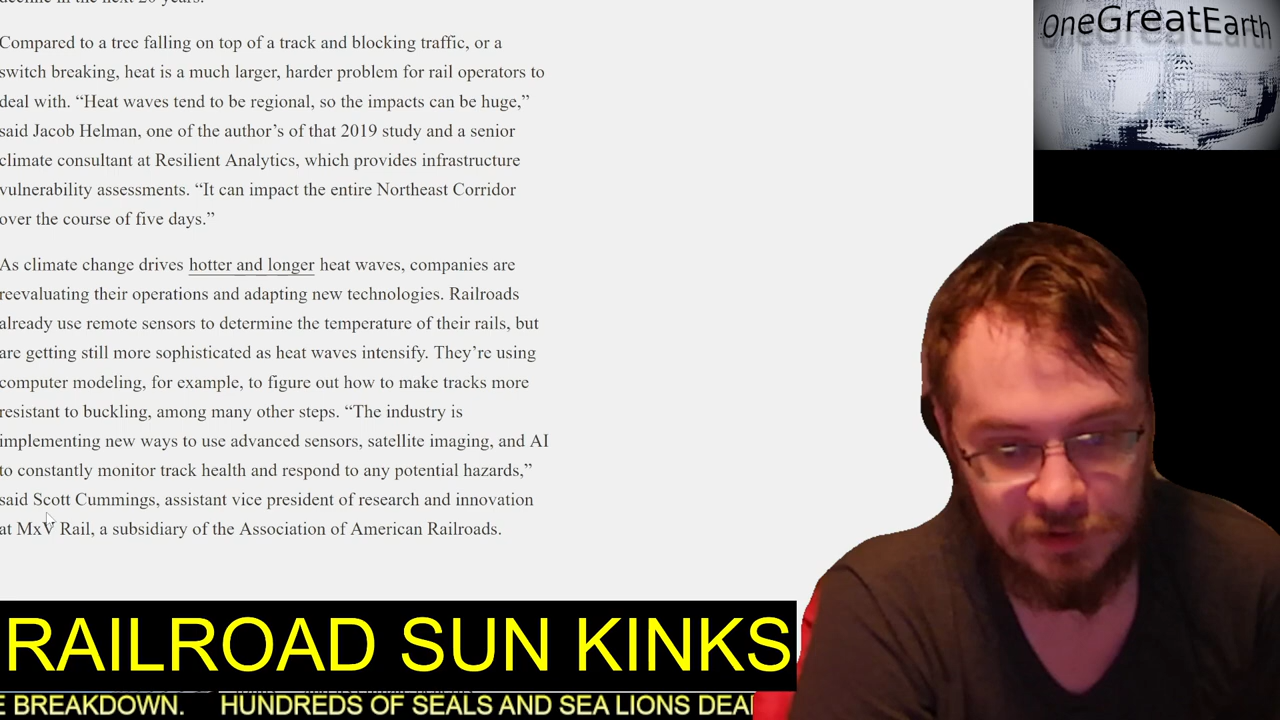 decline in the next 20 years.
OneGreatEarth
Compared to a tree falling on top of a track and blocking traffic, or a
switch breaking, heat is a much larger, harder problem for rail operators to
deal with. “Heat waves tend to be regional, so the impacts can be huge,”
said Jacob Helman, one of the author’s of that 2019 study and a senior
climate consultant at Resilient Analytics, which provides infrastructure
vulnerability assessments. “It can impact the entire Northeast Corridor
over the course of five days.”
As climate change drives hotter and longer heat waves, companies are
reevaluating their operations and adapting new technologies. Railroads
already use remote sensors to determine the temperature of their rails, but
are getting still more sophisticated as heat waves intensify. They’re using
computer modeling, for example, to figure out how to make tracks more
resistant to buckling, among many other steps. “The industry is
implementing new ways to use advanced sensors, satellite imaging, and AI
to constantly monitor track health and respond to any potential hazards,”
said Scott Cummings, assistant vice president of research and innovation
at MxV Rail, a subsidiary of the Association of American Railroads.
RAILROAD SUN KINKS
E BREAKDOWN. HUNDREDS OF SEALS AND SEA LIONS DEA